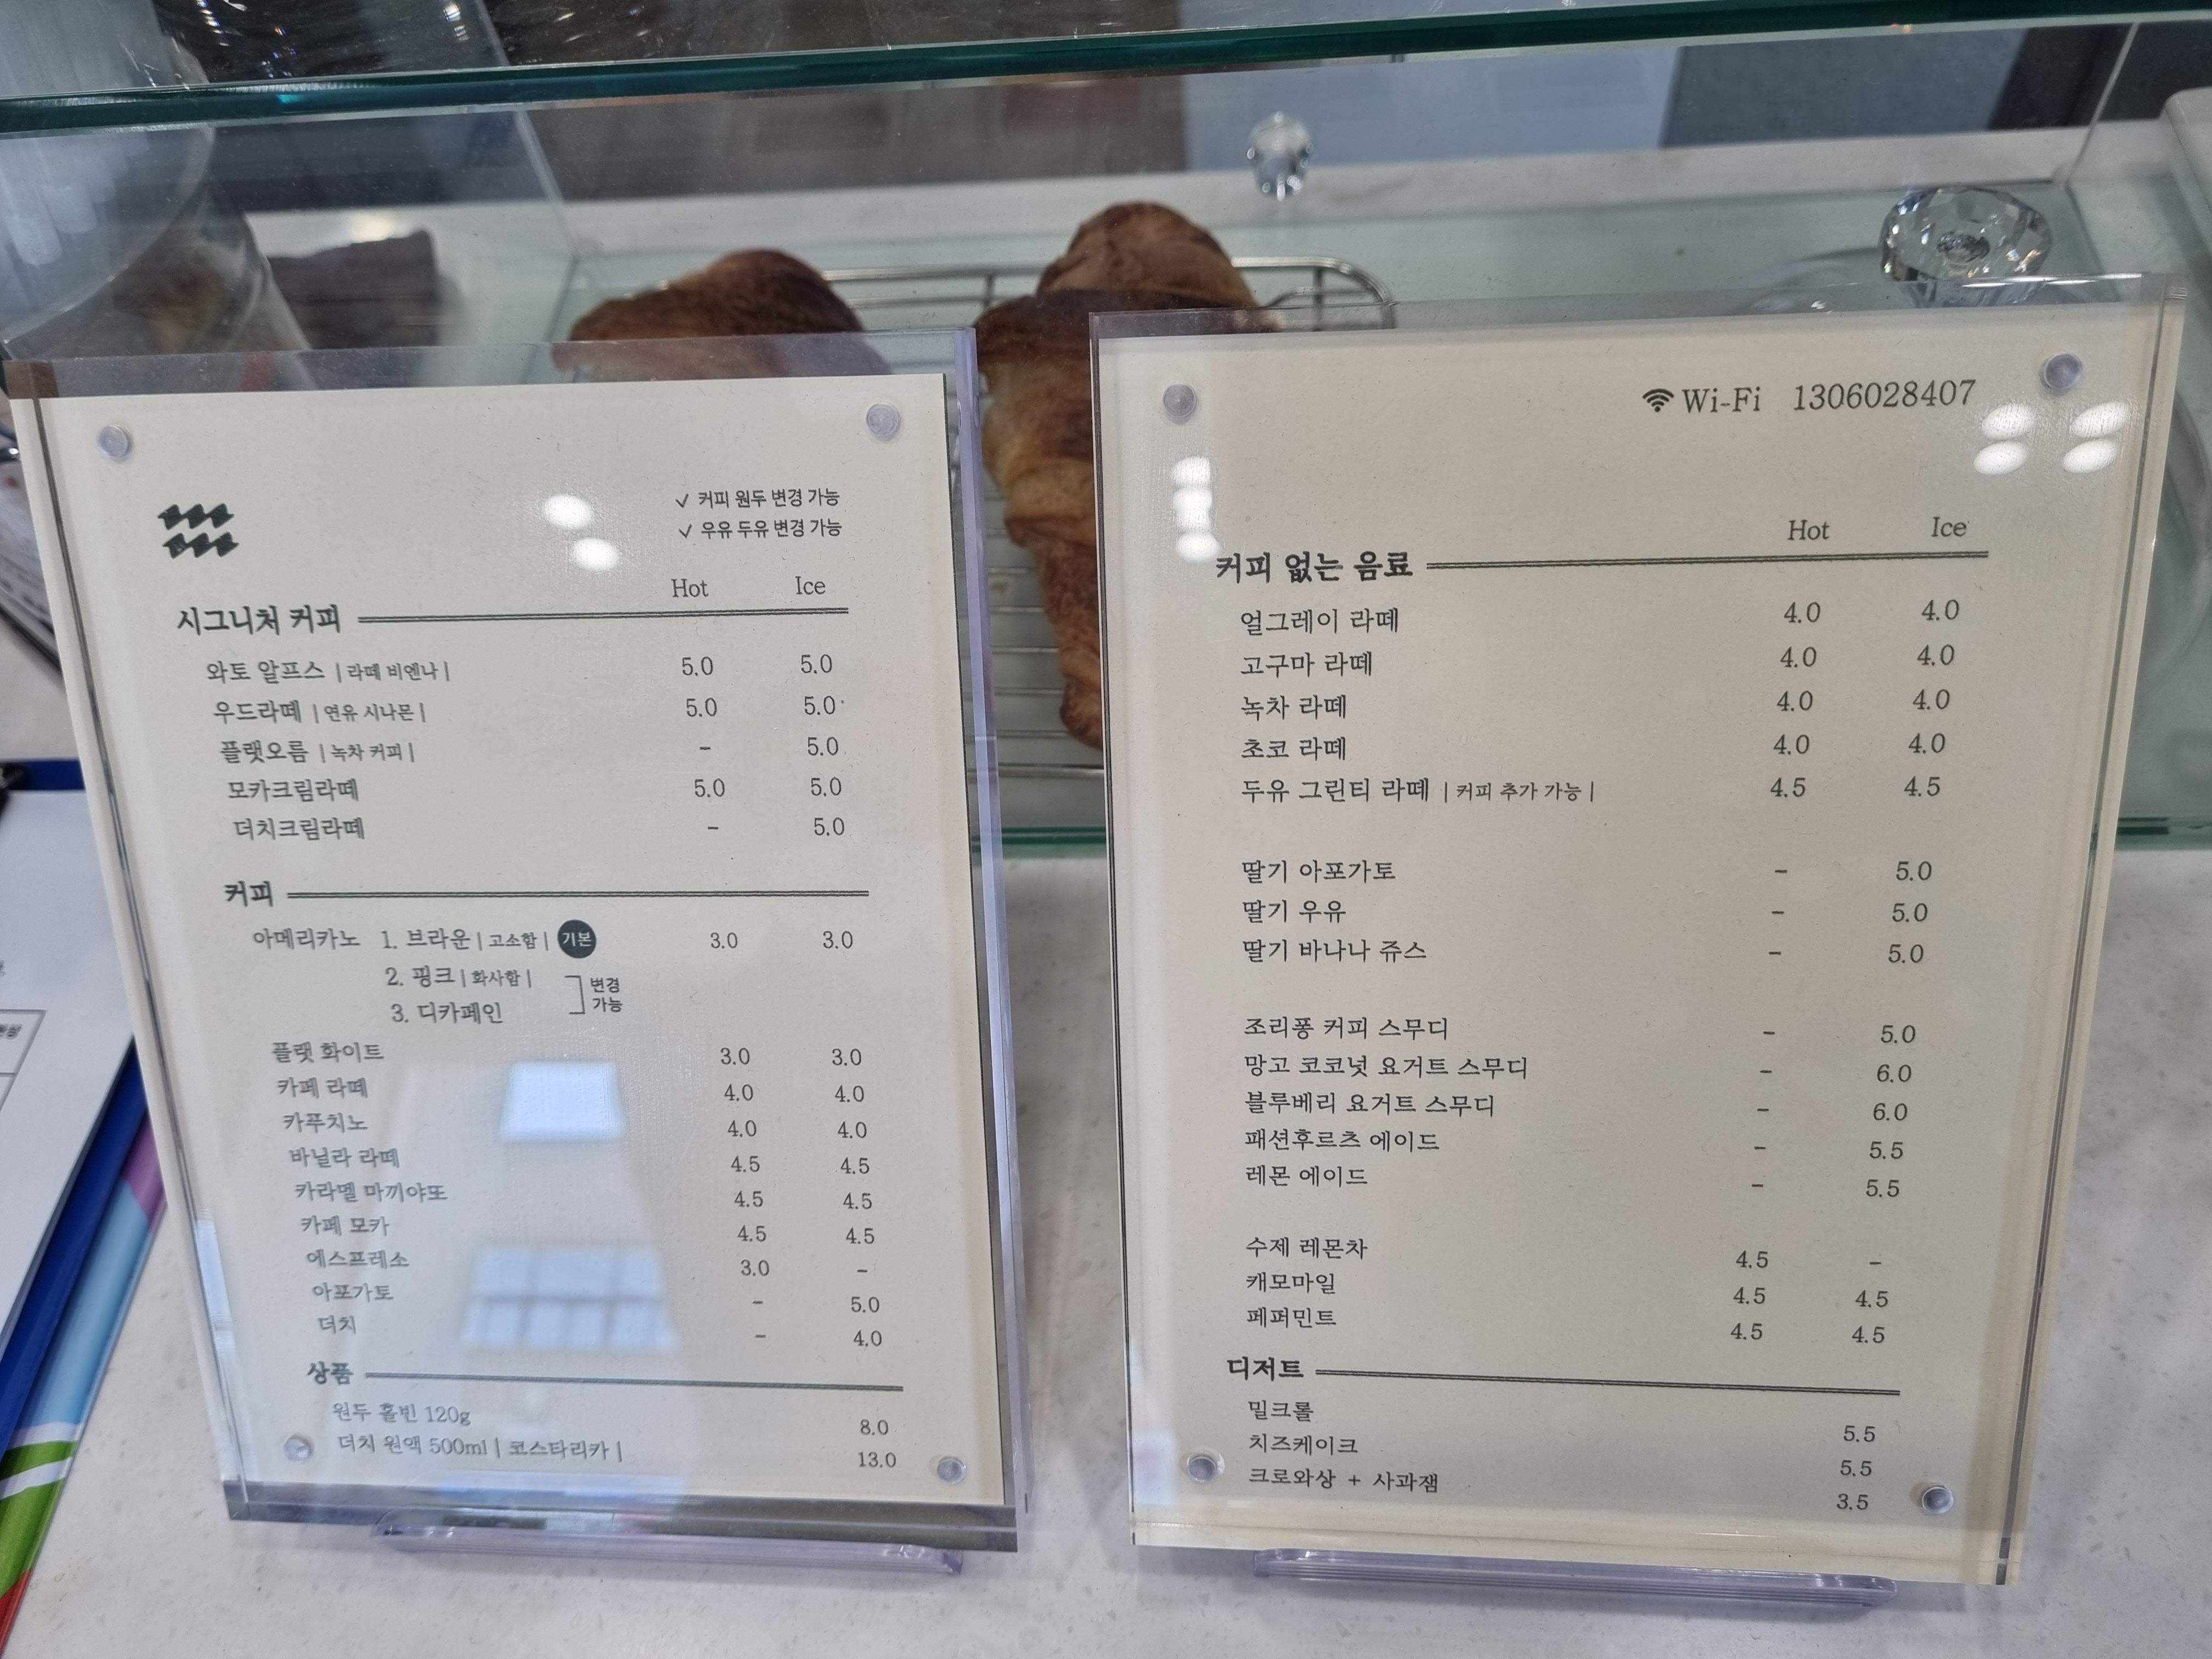 ✓ 커피 원두 변경 가능
✓ 우유 두유 변경 가능
Hot Ice
시그니처 커피
와토 알프스 | 라떼 비엔나 | 5.0 5.0
우드라떼 | 연유 시나몬 | 5.0 5.0
플랫오름 | 녹차 커피 | - 5.0
모카크림라떼 5.0 5.0
더치크림라떼 - 5.0
커피
아메리카노 1. 브라운 | 고소함 | 기본 3.0 3.0
2. 핑크 | 화사함 | 변경
3. 디카페인 가능
플랫 화이트 3.0 3.0
카페 라떼 4.0 4.0
카푸치노 4.0 4.0
바닐라 라떼 4.5 4.5
카라멜 마끼야또 4.5 4.5
카페 모카 4.5 4.5
에스프레소 3.0 -
아포가토 - 5.0
더치 - 4.0
상품
원두 홀빈 120g 8.0
더치 원액 500ml | 코스타리카 | 13.0
Wi-Fi 1306028407
Hot Ice
커피 없는 음료
얼그레이 라떼 4.0 4.0
고구마 라떼 4.0 4.0
녹차 라떼 4.0 4.0
초코 라떼 4.0 4.0
두유 그린티 라떼 | 커피 추가 가능 | 4.5 4.5
딸기 아포가토 - 5.0
딸기 우유 - 5.0
딸기 바나나 쥬스 - 5.0
조리퐁 커피 스무디 - 5.0
망고 코코넛 요거트 스무디 - 6.0
블루베리 요거트 스무디 - 6.0
패션후르츠 에이드 - 5.5
레몬 에이드 - 5.5
수제 레몬차 4.5 -
캐모마일 4.5 4.5
페퍼민트 4.5 4.5
디저트
밀크롤 5.5
치즈케이크 5.5
크로와상 + 사과잼 3.5